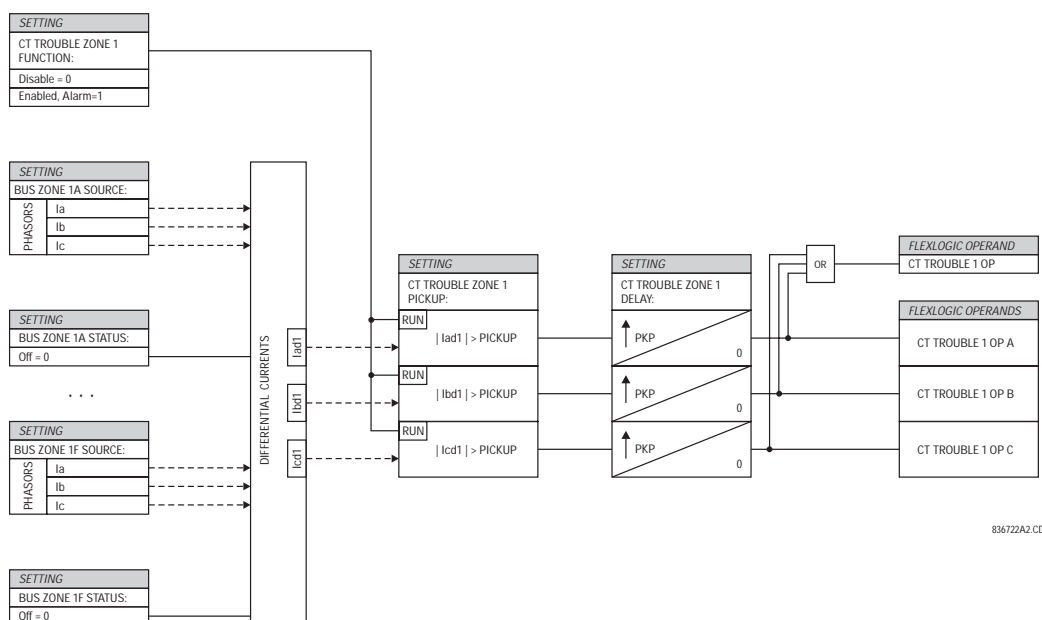 SETTING
CT TROUBLE ZONE 1
FUNCTION:
Disable = 0
Enabled, Alarm=1
SETTING
BUS ZONE 1A SOURCE:
PHASORS
Ia
Ib
Ic
SETTING
BUS ZONE 1A STATUS:
Off = 0
. . .
SETTING
BUS ZONE 1F SOURCE:
PHASORS
Ia
Ib
Ic
SETTING
BUS ZONE 1F STATUS:
Off = 0
DIFFERENTIAL CURRENTS
Iad1
Ibd1
Icd1
SETTING
CT TROUBLE ZONE 1
PICKUP:
RUN
| Iad1 | > PICKUP
RUN
| Ibd1 | > PICKUP
RUN
| Icd1 | > PICKUP
SETTING
CT TROUBLE ZONE 1
DELAY:
PKP
0
PKP
0
PKP
0
OR
FLEXLOGIC OPERAND
CT TROUBLE 1 OP
FLEXLOGIC OPERANDS
CT TROUBLE 1 OP A
CT TROUBLE 1 OP B
CT TROUBLE 1 OP C
836722A2.CD